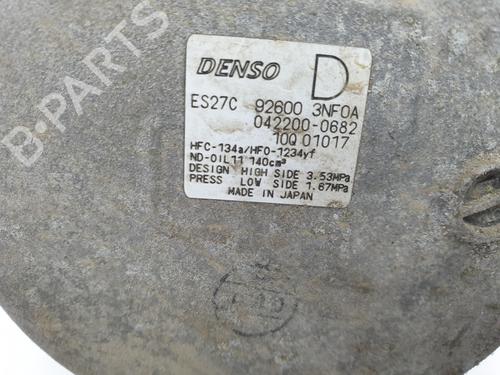 DENSO D
ES27C 92600 3NF0A
042200-0682
10Q 01017
HFC-134a/HFO-1234yf
ND-OIL11 140cm³
DESIGN HIGH SIDE 3.53MPa
PRESS LOW SIDE 1.67MPa
MADE IN JAPAN
B-PARTS